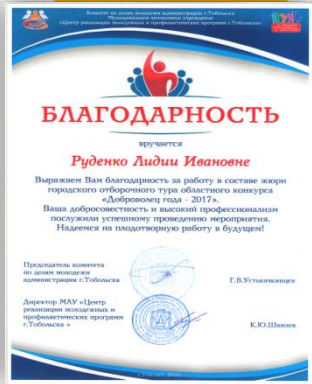 Комитет по делам молодежи администрации г.Тобольска
Муниципальное автономное учреждение
«Центр реализации молодежных и профилактических программ г.Тобольска»
БЛАГОДАРНОСТЬ
вручается
Руденко Лидии Ивановне
Выражаем Вам благодарность за работу в составе жюри
городского отборочного тура областного конкурса
«Доброволец года - 2017».
Ваша добросовестность и высокий профессионализм
послужили успешному проведению мероприятия.
Надеемся на плодотворную работу в будущем!
Председатель комитета
по делам молодежи
администрации г.Тобольска
Г.В.Устькачкинцев
Директор МАУ «Центр
реализации молодежных и
профилактических программ
г.Тобольска »
К.Ю.Шкилев